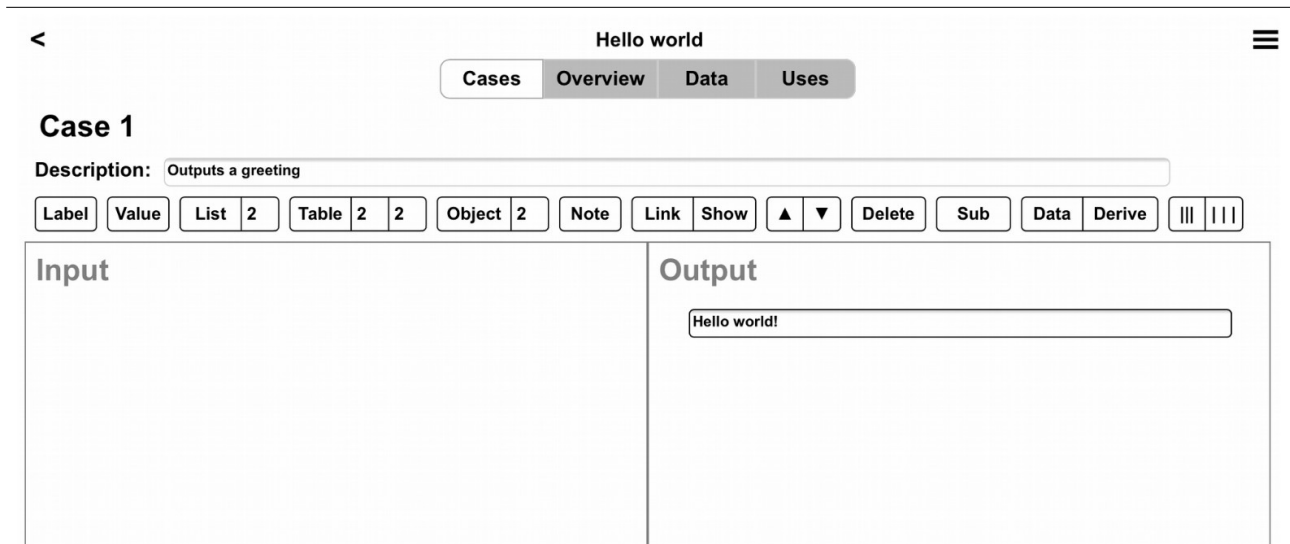 < Hello world ☰
Cases Overview Data Uses
Case 1
Description: Outputs a greeting
Label Value List 2 Table 2 2 Object 2 Note Link Show ▲ ▼ Delete Sub Data Derive ||| | | |
Input Output
Hello world!